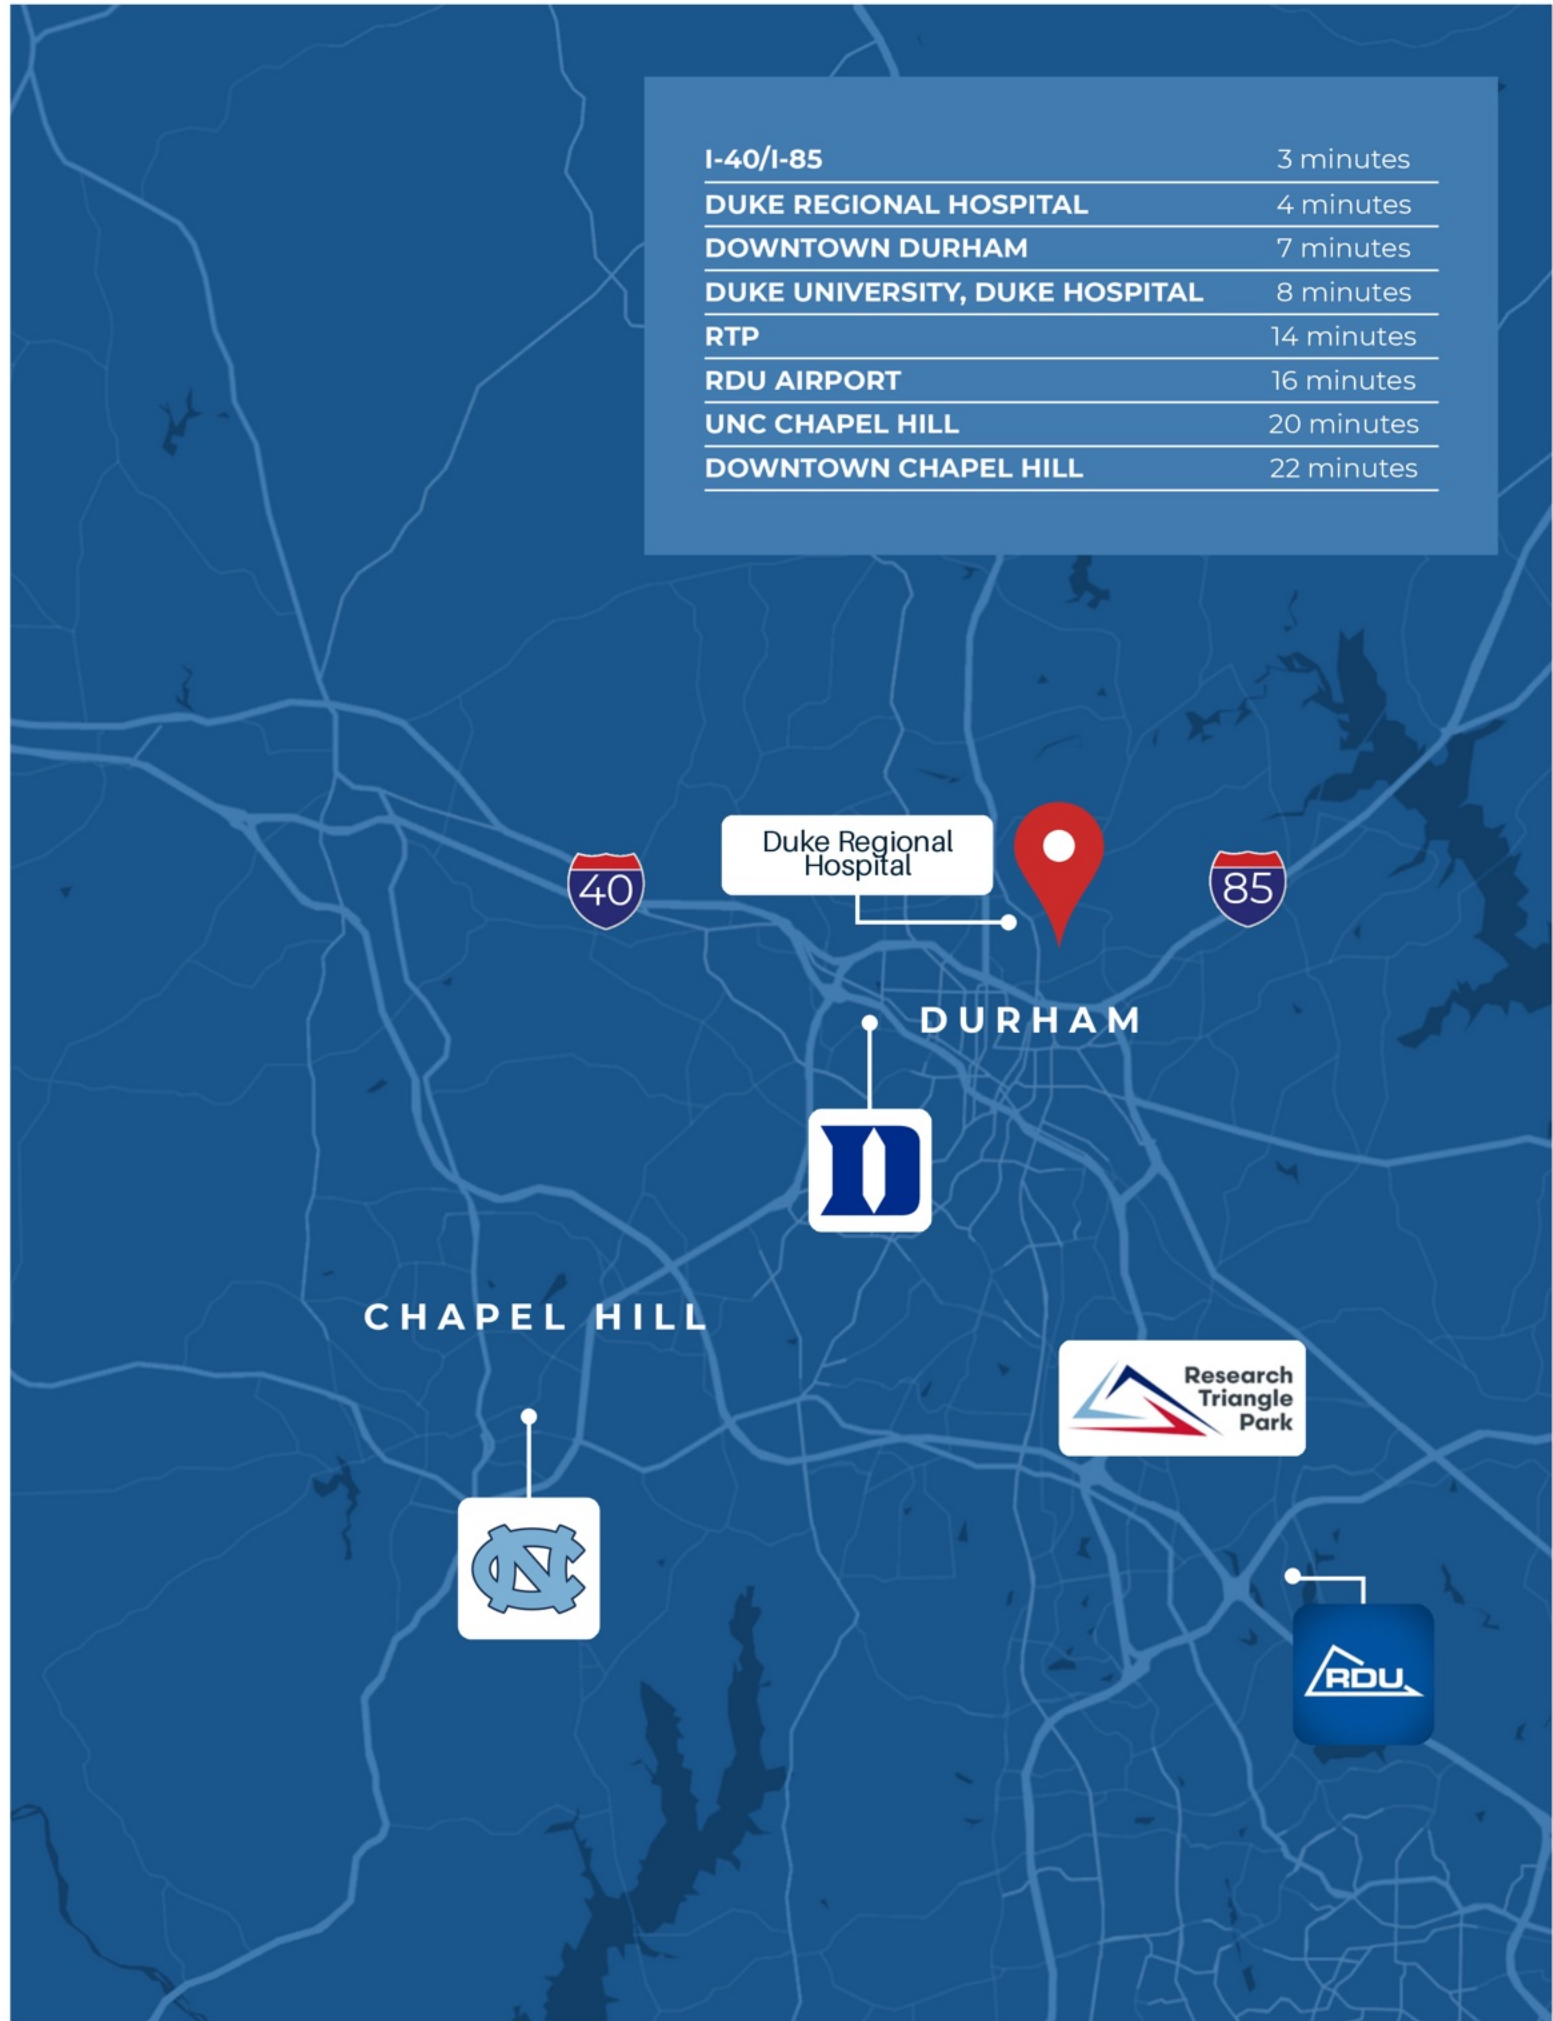 I-40/I-85 3 minutes
DUKE REGIONAL HOSPITAL 4 minutes
DOWNTOWN DURHAM 7 minutes
DUKE UNIVERSITY, DUKE HOSPITAL 8 minutes
RTP 14 minutes
RDU AIRPORT 16 minutes
UNC CHAPEL HILL 20 minutes
DOWNTOWN CHAPEL HILL 22 minutes
Duke Regional
Hospital
40
85
DURHAM
D
CHAPEL HILL
Research
Triangle
Park
NC
RDU